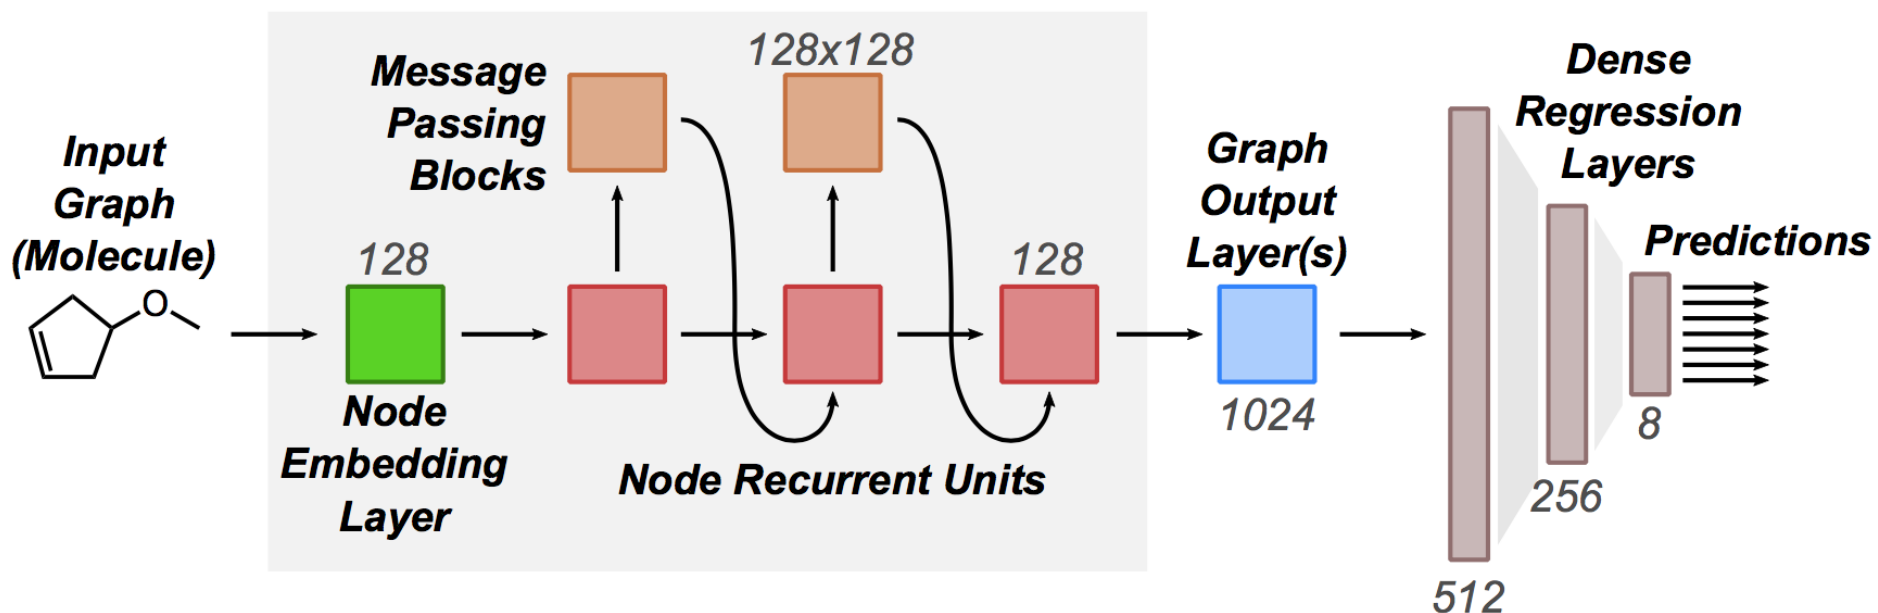 Input
Graph
(Molecule)
O
128
Node
Embedding
Layer
Message
Passing
Blocks
128x128
128
Node Recurrent Units
Graph
Output
Layer(s)
1024
Dense
Regression
Layers
512
256
8
Predictions